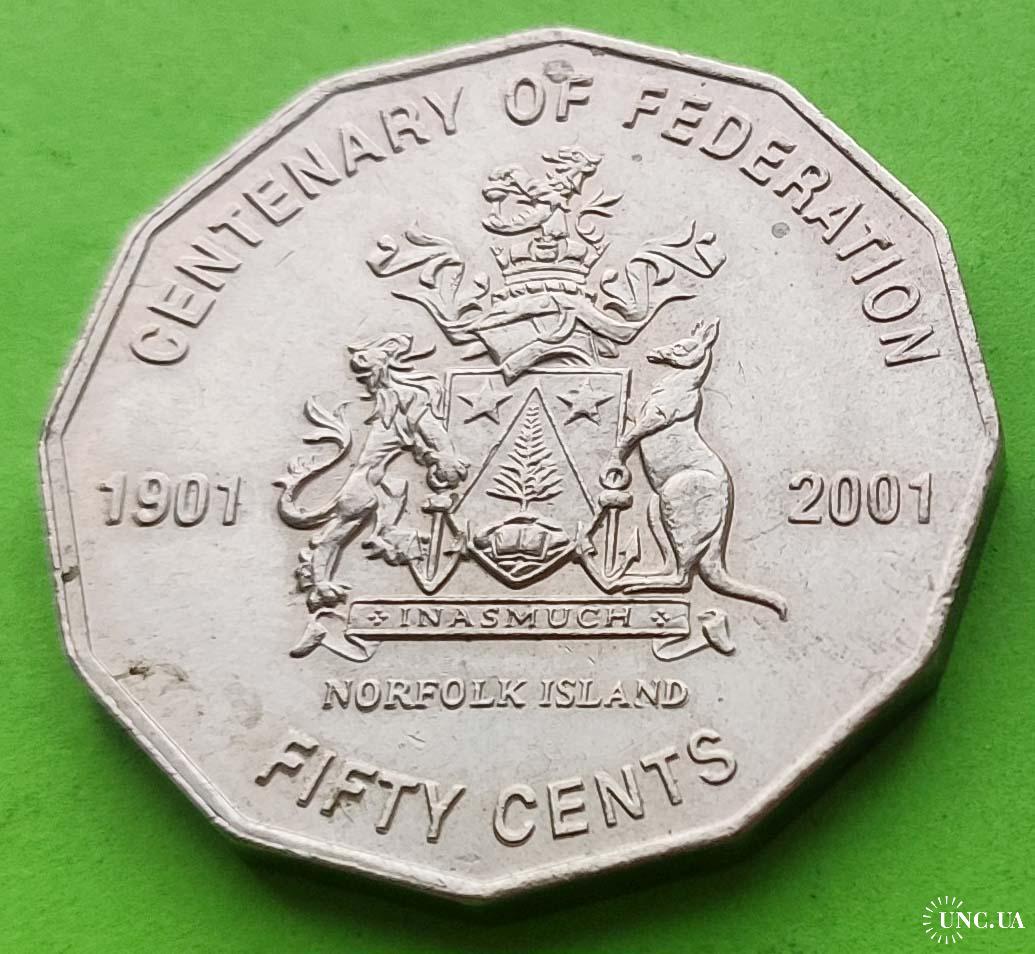 CENTENARY OF FEDERATION
1901 2001
INASMUCH
NORFOLK ISLAND
FIFTY CENTS
UNC.UA